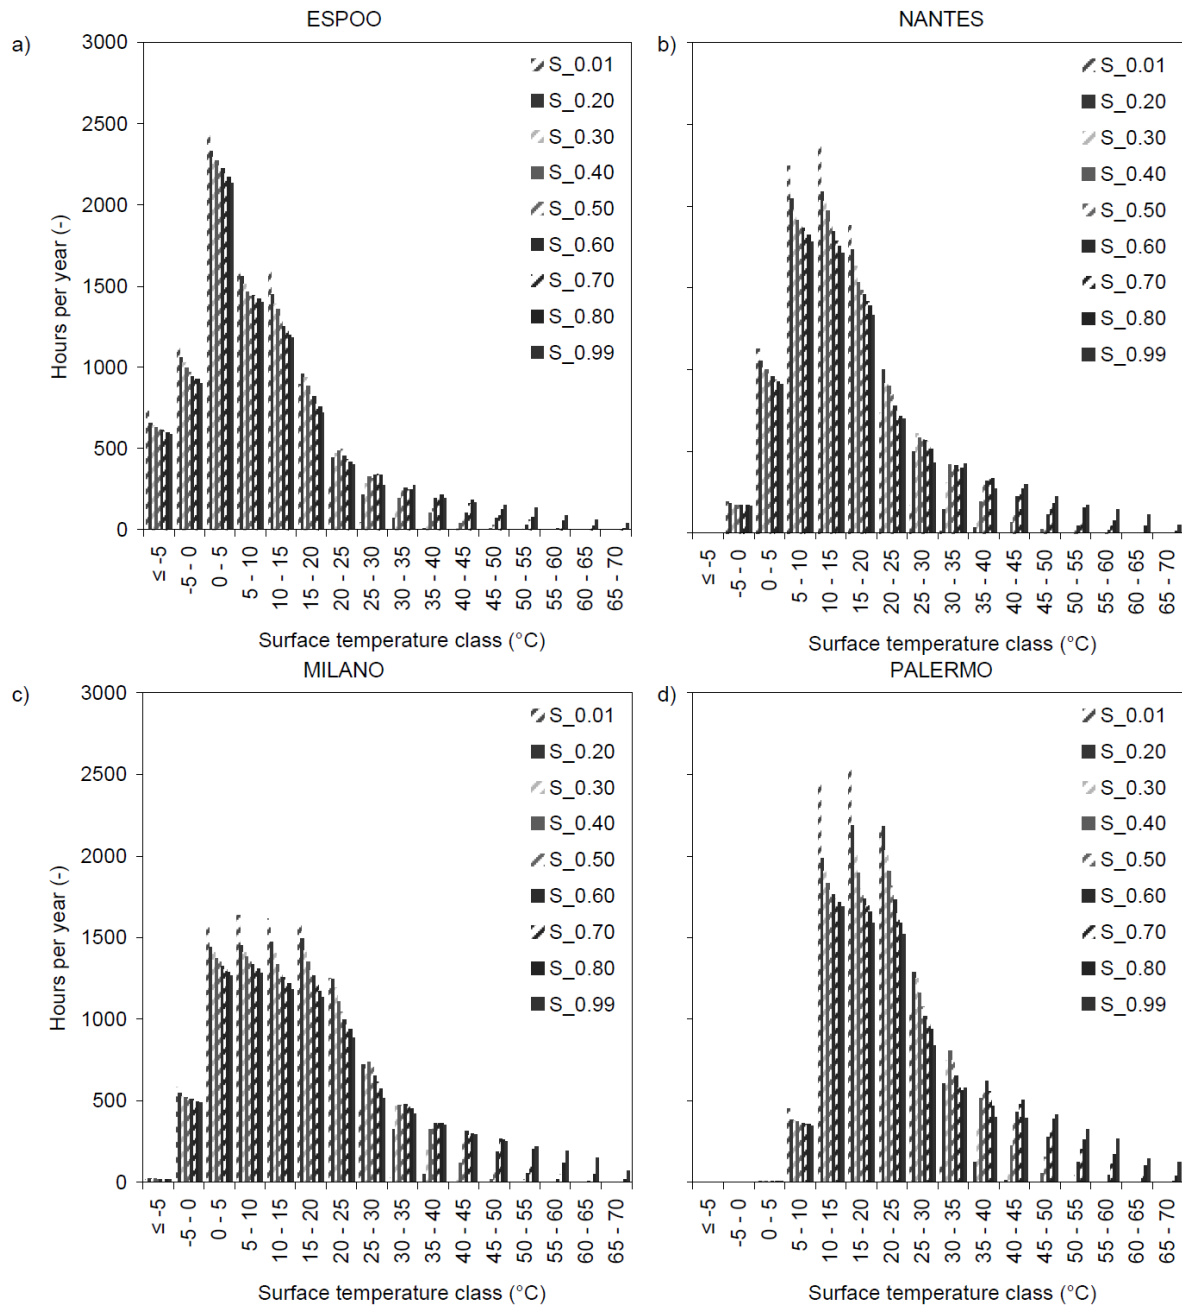 ESPOO
a)
3000
2500
2000
1500
1000
500
0
Hours per year (-)
S_0.01
S_0.20
S_0.30
S_0.40
S_0.50
S_0.60
S_0.70
S_0.80
S_0.99
≤ -5
-5 - 0
0 - 5
5 - 10
10 - 15
15 - 20
20 - 25
25 - 30
30 - 35
35 - 40
40 - 45
45 - 50
50 - 55
55 - 60
60 - 65
65 - 70
Surface temperature class (°C)
NANTES
b)
S_0.01
S_0.20
S_0.30
S_0.40
S_0.50
S_0.60
S_0.70
S_0.80
S_0.99
≤ -5
-5 - 0
0 - 5
5 - 10
10 - 15
15 - 20
20 - 25
25 - 30
30 - 35
35 - 40
40 - 45
45 - 50
50 - 55
55 - 60
60 - 65
65 - 70
Surface temperature class (°C)
MILANO
c)
3000
2500
2000
1500
1000
500
0
Hours per year (-)
S_0.01
S_0.20
S_0.30
S_0.40
S_0.50
S_0.60
S_0.70
S_0.80
S_0.99
≤ -5
-5 - 0
0 - 5
5 - 10
10 - 15
15 - 20
20 - 25
25 - 30
30 - 35
35 - 40
40 - 45
45 - 50
50 - 55
55 - 60
60 - 65
65 - 70
Surface temperature class (°C)
PALERMO
d)
S_0.01
S_0.20
S_0.30
S_0.40
S_0.50
S_0.60
S_0.70
S_0.80
S_0.99
≤ -5
-5 - 0
0 - 5
5 - 10
10 - 15
15 - 20
20 - 25
25 - 30
30 - 35
35 - 40
40 - 45
45 - 50
50 - 55
55 - 60
60 - 65
65 - 70
Surface temperature class (°C)